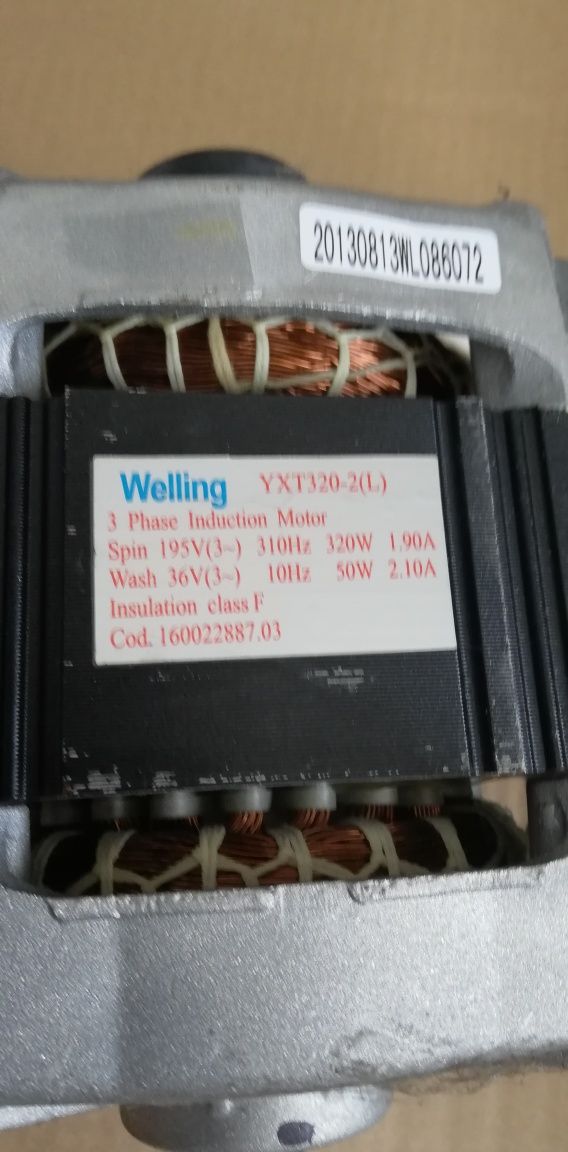 20130813WL086072
Welling YXT320-2(L)
3 Phase Induction Motor
Spin 195V(3~) 310Hz 320W 1.90A
Wash 36V(3~) 10Hz 50W 2.10A
Insulation class F
Cod. 160022887.03